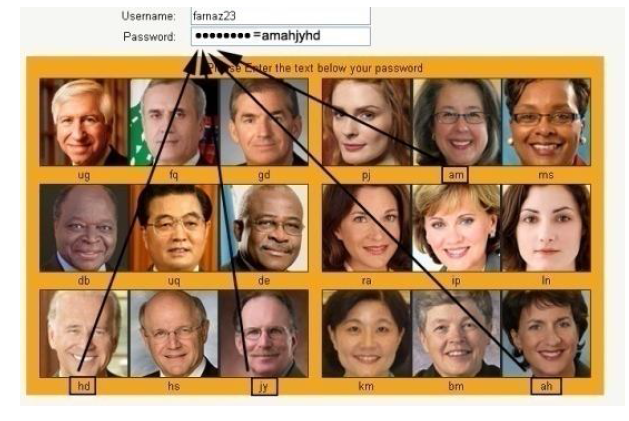 Username: farnaz23
Password: •••••••• =amahjyhd
Please Enter the text below your password
ug fq gd pj am ms
db uq de ra ip ln
hd hs jy km bm ah